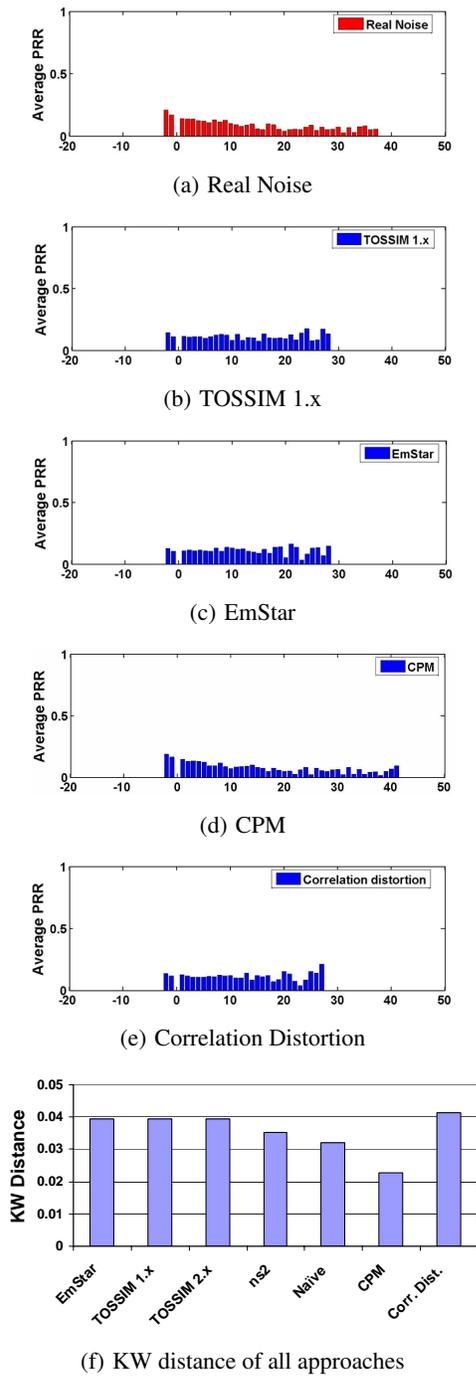 1
Real Noise
Average PRR
0.5
0
-20 -10 0 10 20 30 40 50
(a) Real Noise
1
TOSSIM 1.x
Average PRR
0.5
0
-20 -10 0 10 20 30 40 50
(b) TOSSIM 1.x
1
EmStar
Average PRR
0.5
0
-20 -10 0 10 20 30 40 50
(c) EmStar
1
CPM
Average PRR
0.5
0
-20 -10 0 10 20 30 40 50
(d) CPM
1
Correlation distortion
Average PRR
0.5
0
-20 -10 0 10 20 30 40 50
(e) Correlation Distortion
0.05
0.04
0.03
0.02
0.01
0
KW Distance
EmStar TOSSIM 1.x TOSSIM 2.x ns2 Naïve CPM Corr. Dist.
(f) KW distance of all approaches